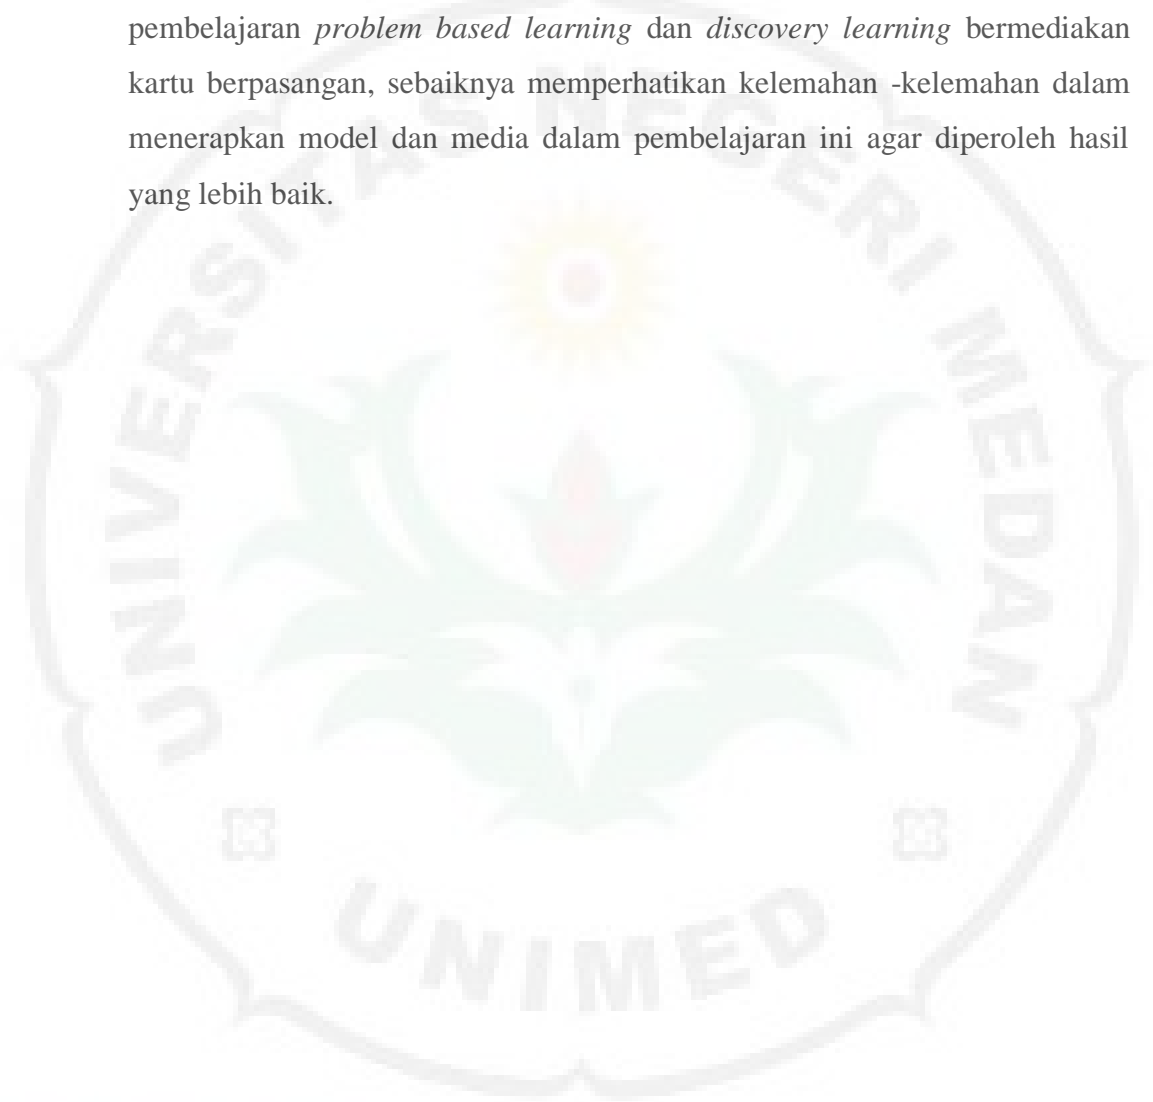 pembelajaran problem based learning dan discovery learning bermediakan
kartu berpasangan, sebaiknya memperhatikan kelemahan -kelemahan dalam
menerapkan model dan media dalam pembelajaran ini agar diperoleh hasil
yang lebih baik.
UNIVERSITAS NEGERI MEDAN
UNIMED